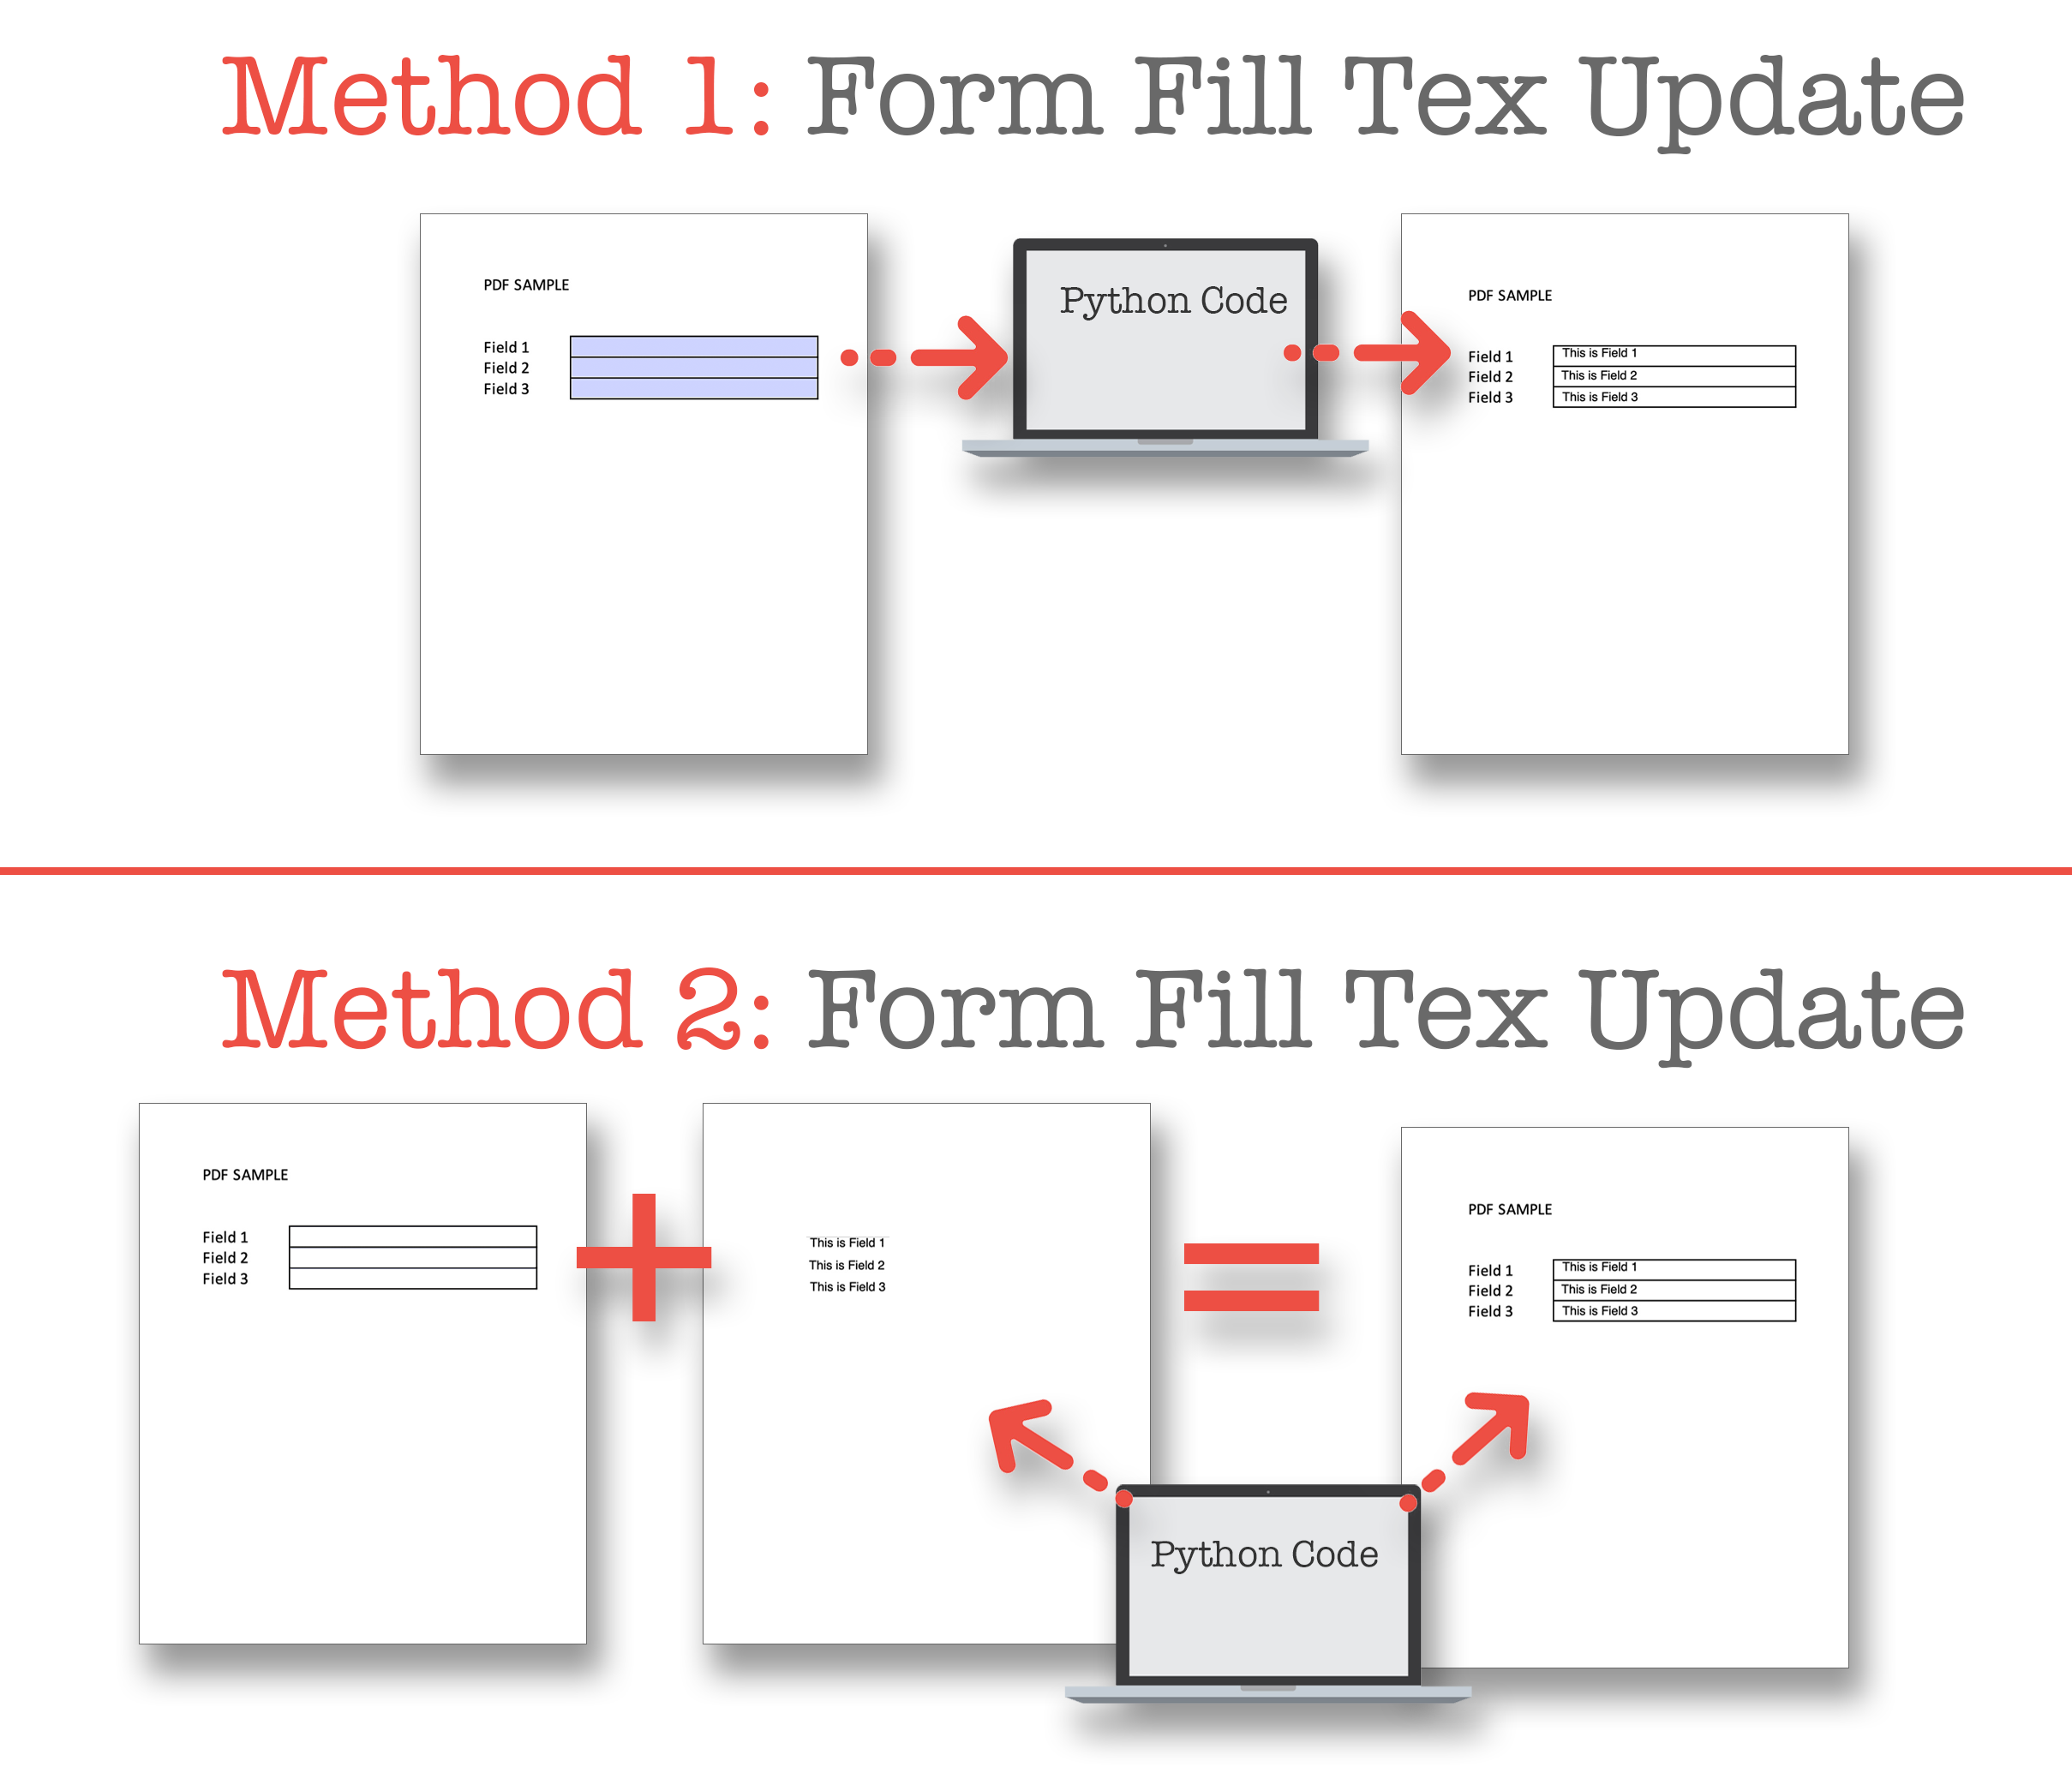 Method 1: Form Fill Tex Update
PDF SAMPLE
Field 1
Field 2
Field 3
Python Code
PDF SAMPLE
Field 1 This is Field 1
Field 2 This is Field 2
Field 3 This is Field 3
Method 2: Form Fill Tex Update
PDF SAMPLE
Field 1
Field 2
Field 3
This is Field 1
This is Field 2
This is Field 3
PDF SAMPLE
Field 1 This is Field 1
Field 2 This is Field 2
Field 3 This is Field 3
Python Code